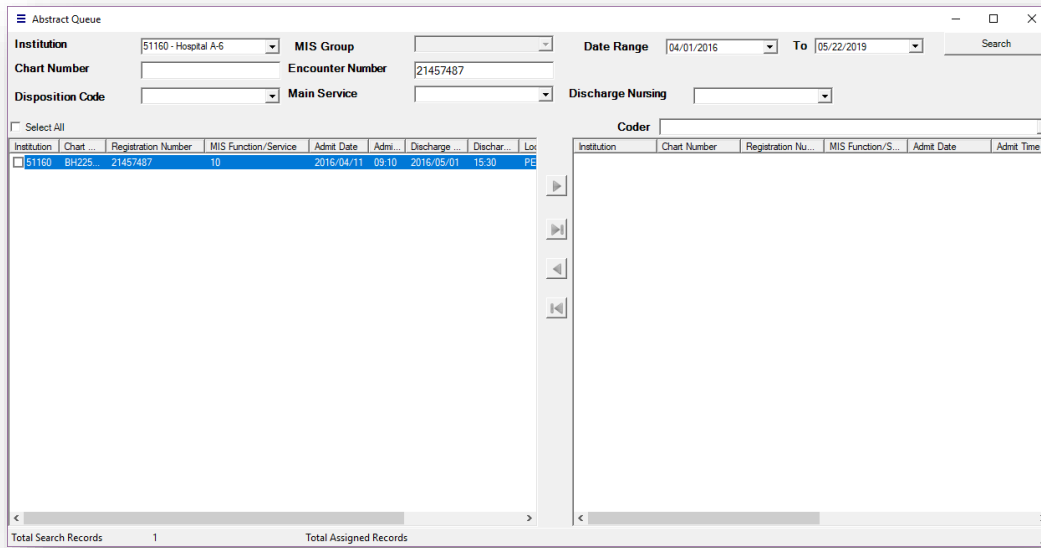 Abstract Queue
Institution 51160 - Hospital A-6 MIS Group Date Range 04/01/2016 To 05/22/2019 Search
Chart Number Encounter Number 21457487
Disposition Code Main Service Discharge Nursing
Select All Coder
Institution Chart ... Registration Number MIS Function/Service Admit Date Admi... Discharge ... Dischar... Loc Institution Chart Number Registration Nu... MIS Function/S... Admit Date Admit Time
51160 BH225... 21457487 10 2016/04/11 09:10 2016/05/01 15:30 PE
Total Search Records 1 Total Assigned Records